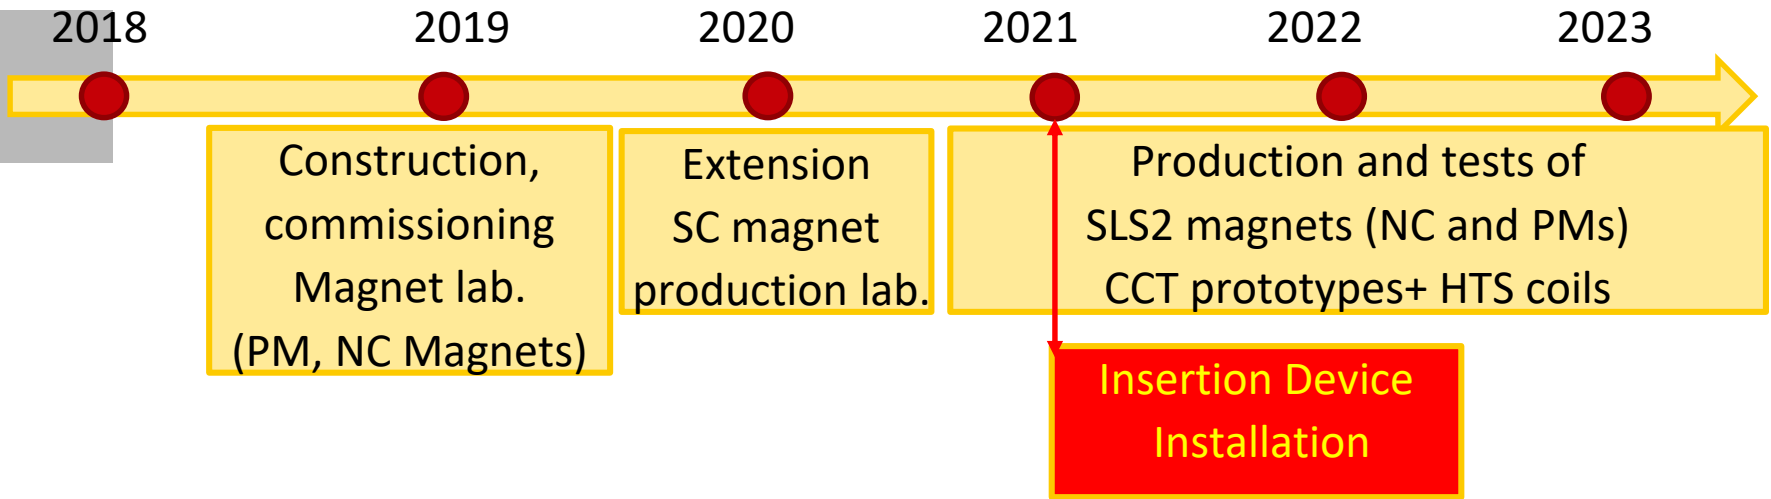 2018 2019 2020 2021 2022 2023
Construction,
commissioning
Magnet lab.
(PM, NC Magnets)
Extension
SC magnet
production lab.
Production and tests of
SLS2 magnets (NC and PMs)
CCT prototypes+ HTS coils
Insertion Device
Installation